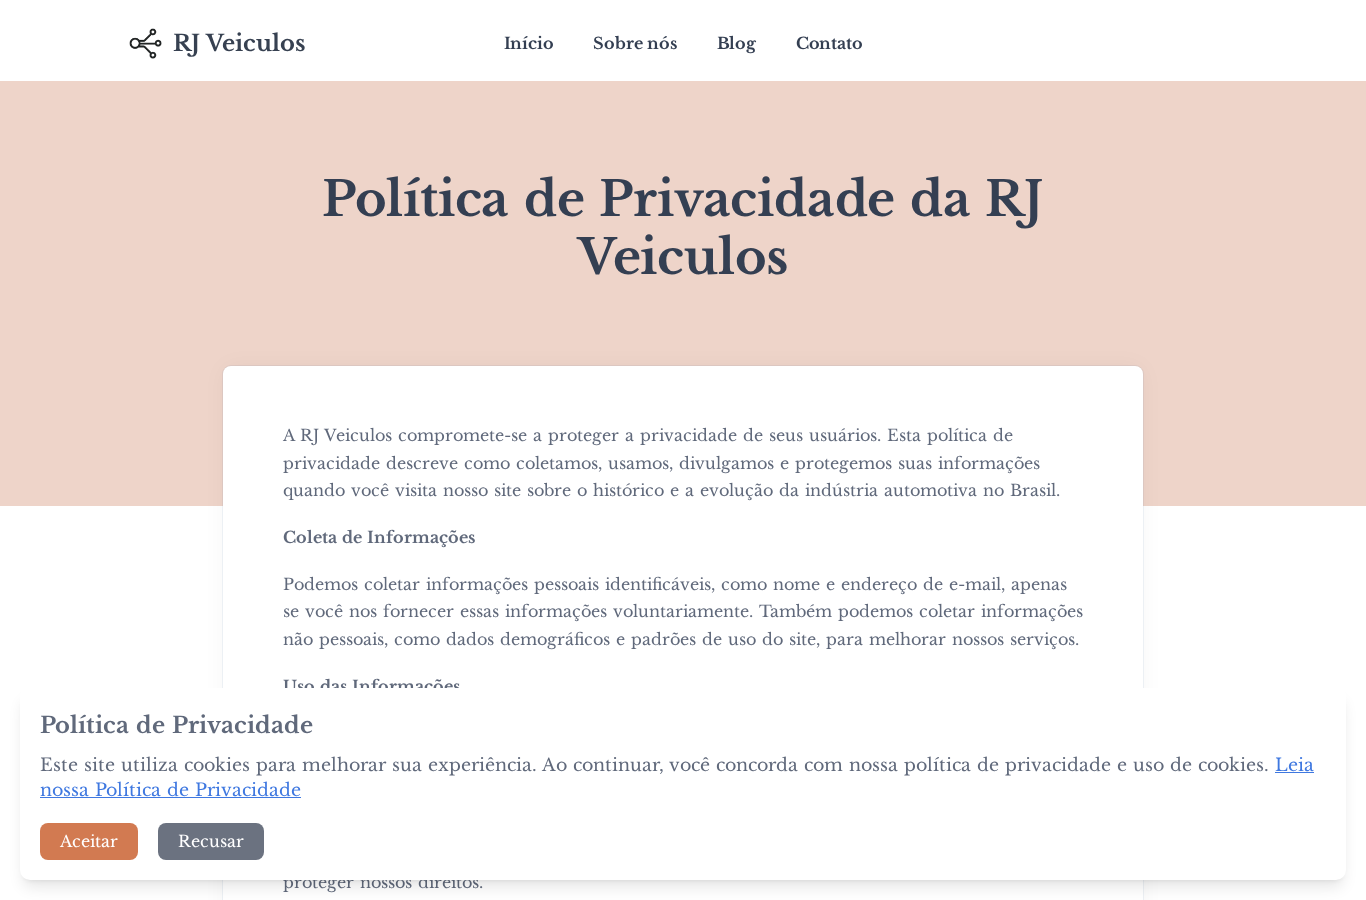 RJ Veiculos
Início
Sobre nós
Blog
Contato
Política de Privacidade da RJ
Veiculos
A RJ Veiculos compromete-se a proteger a privacidade de seus usuários. Esta política de
privacidade descreve como coletamos, usamos, divulgamos e protegemos suas informações
quando você visita nosso site sobre o histórico e a evolução da indústria automotiva no Brasil.
Coleta de Informações
Podemos coletar informações pessoais identificáveis, como nome e endereço de e-mail, apenas
se você nos fornecer essas informações voluntariamente. Também podemos coletar informações
não pessoais, como dados demográficos e padrões de uso do site, para melhorar nossos serviços.
Uso das Informações
Política de Privacidade
Este site utiliza cookies para melhorar sua experiência. Ao continuar, você concorda com nossa política de privacidade e uso de cookies. Leia
nossa Política de Privacidade
Aceitar
Recusar
proteger nossos direitos.